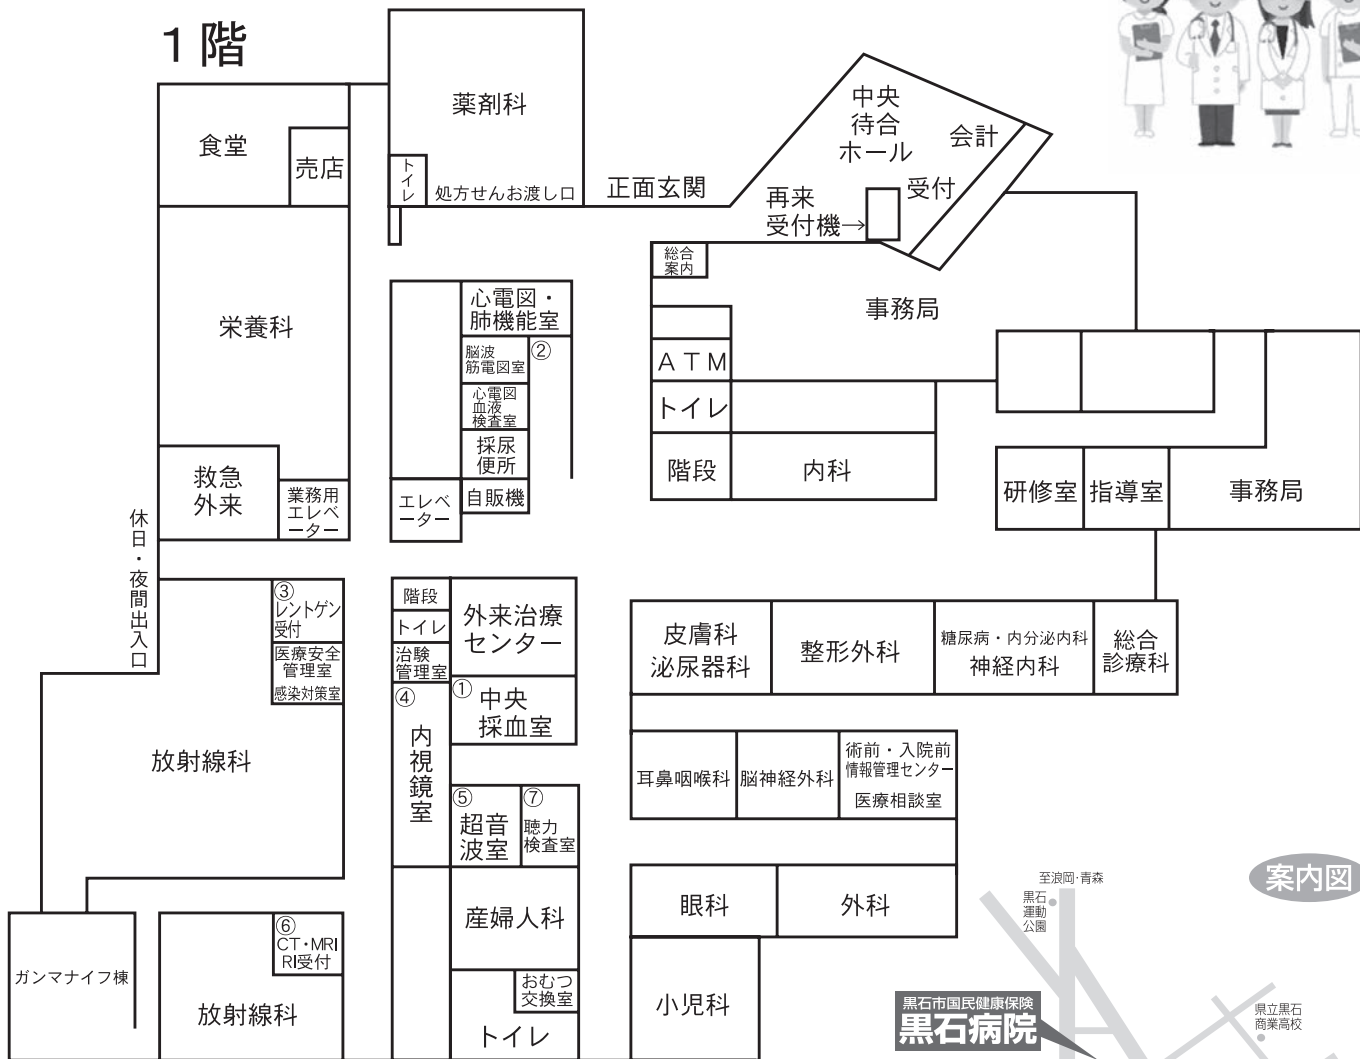 1階
薬剤科
トイレ
処方せんお渡し口
食堂
売店
正面玄関
中央
待合
ホール
会計
受付
再来
受付機→
総合
案内
事務局
栄養科
心電図・
肺機能室
脳波
筋電図室
②
心電図
血液
検査室
採尿
便所
自販機
エレベ
ーター
ATM
トイレ
階段
内科
救急
外来
業務用
エレベ
ーター
研修室
指導室
事務局
休日・夜間出入口
③
レントゲン
受付
医療安全
管理室
感染対策室
放射線科
階段
トイレ
治験
管理室
④
内視鏡室
外来治療
センター
①
中央
採血室
⑤
超音
波室
⑦
聴力
検査室
産婦人科
おむつ
交換室
トイレ
皮膚科
泌尿器科
整形外科
糖尿病・内分泌内科
神経内科
総合
診療科
耳鼻咽喉科
脳神経外科
術前・入院前
情報管理センター
医療相談室
眼科
外科
小児科
ガンマナイフ棟
⑥
CT・MRI
RI受付
放射線科
案内図
至浪岡・青森
黒石
運動
公園
黒石市国民健康保険
黒石病院
県立黒石
商業高校